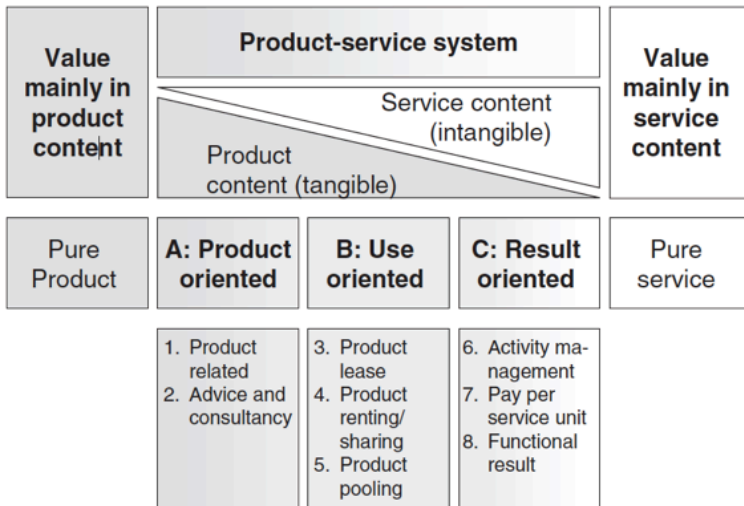 Value
mainly in
product
content
Product-service system
Service content
(intangible)
Product
content (tangible)
Value
mainly in
service
content
Pure
Product
A: Product
oriented
B: Use
oriented
C: Result
oriented
Pure
service
1. Product
related
2. Advice and
consultancy
3. Product
lease
4. Product
renting/
sharing
5. Product
pooling
6. Activity ma-
nagement
7. Pay per
service unit
8. Functional
result